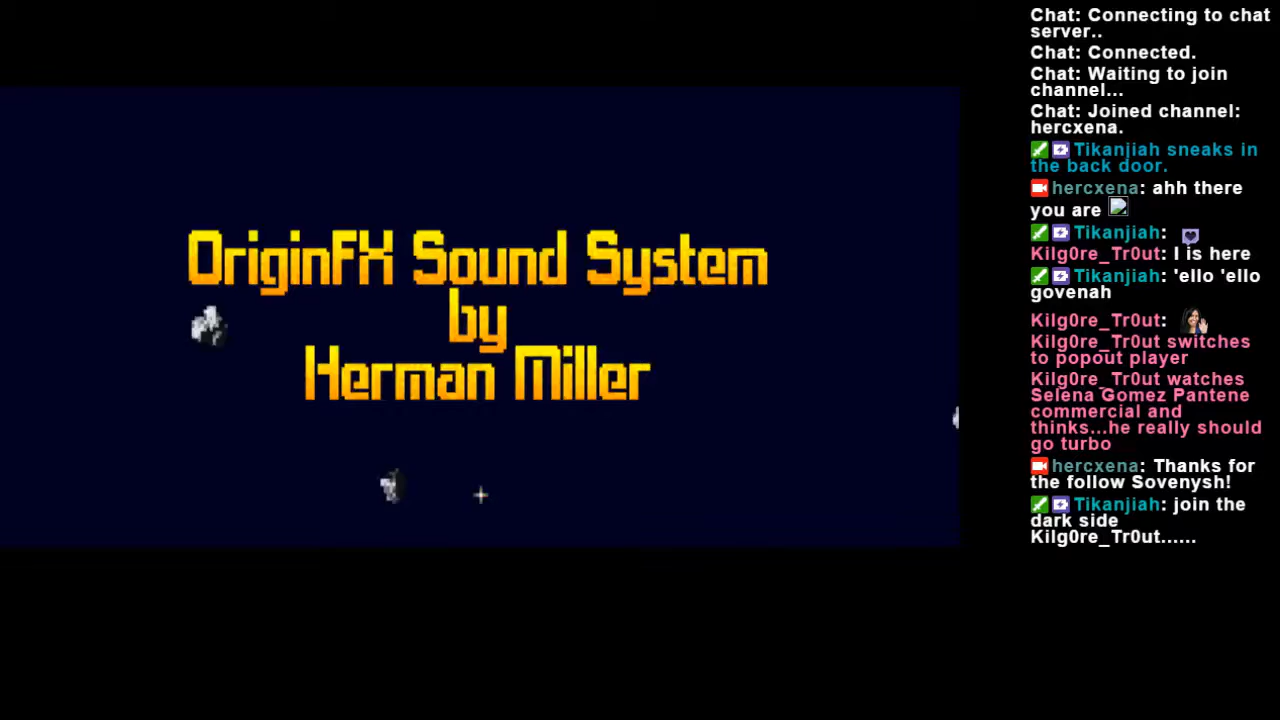 OriginFX Sound System
by
Herman Miller
Chat: Connecting to chat
server..
Chat: Connected.
Chat: Waiting to join
channel...
Chat: Joined channel:
hercxena.
Tikanjiah sneaks in
the back door.
hercxena: ahh there
you are
Tikanjiah:
Kilg0re_Tr0ut: I is here
Tikanjiah: 'ello 'ello
govenah
Kilg0re_Tr0ut:
Kilg0re_Tr0ut switches
to popout player
Kilg0re_Tr0ut watches
Selena Gomez Pantene
commercial and
thinks...he really should
go turbo
hercxena: Thanks for
the follow Sovenysh!
Tikanjiah: join the
dark side
Kilg0re_Tr0ut......